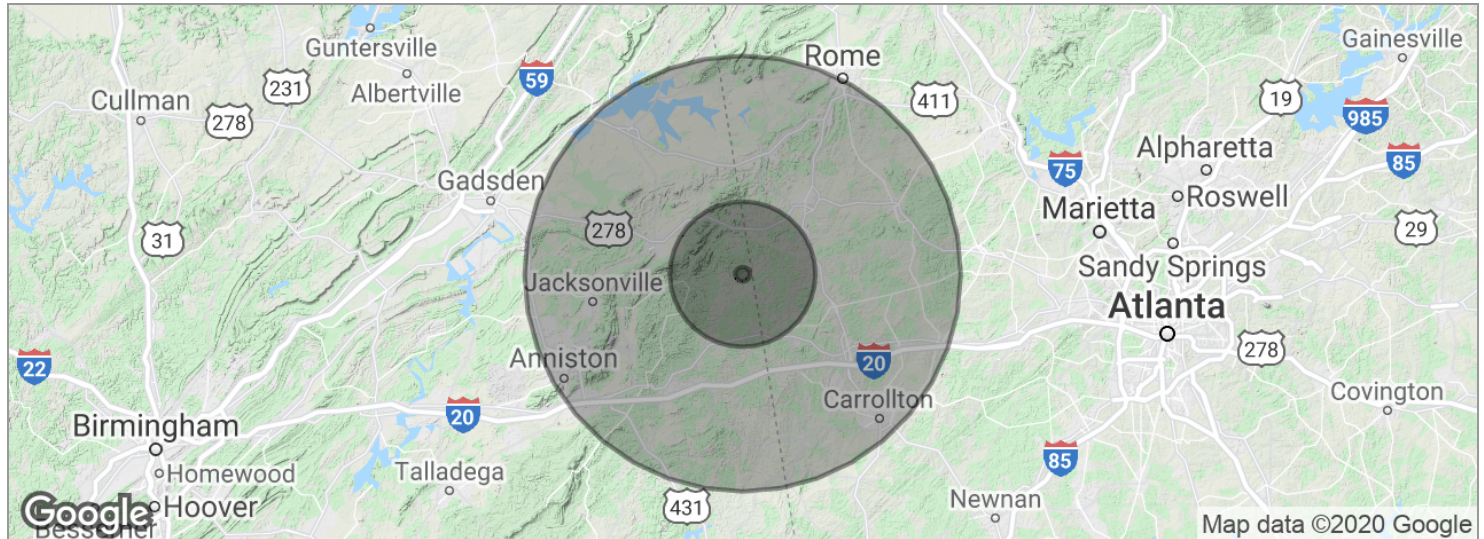 Guntersville
Rome
Gainesville
59
231
Albertville
Cullman
411
19
278
985
Alpharetta
85
75
Gadsden
Roswell
Marietta
278
29
31
Jacksonville
Sandy Springs
Atlanta
Anniston
278
20
22
Covington
Carrollton
20
Birmingham
85
Homewood
Talladega
Newnan
431
Hoover
Google
Bessemer
Map data ©2020 Google